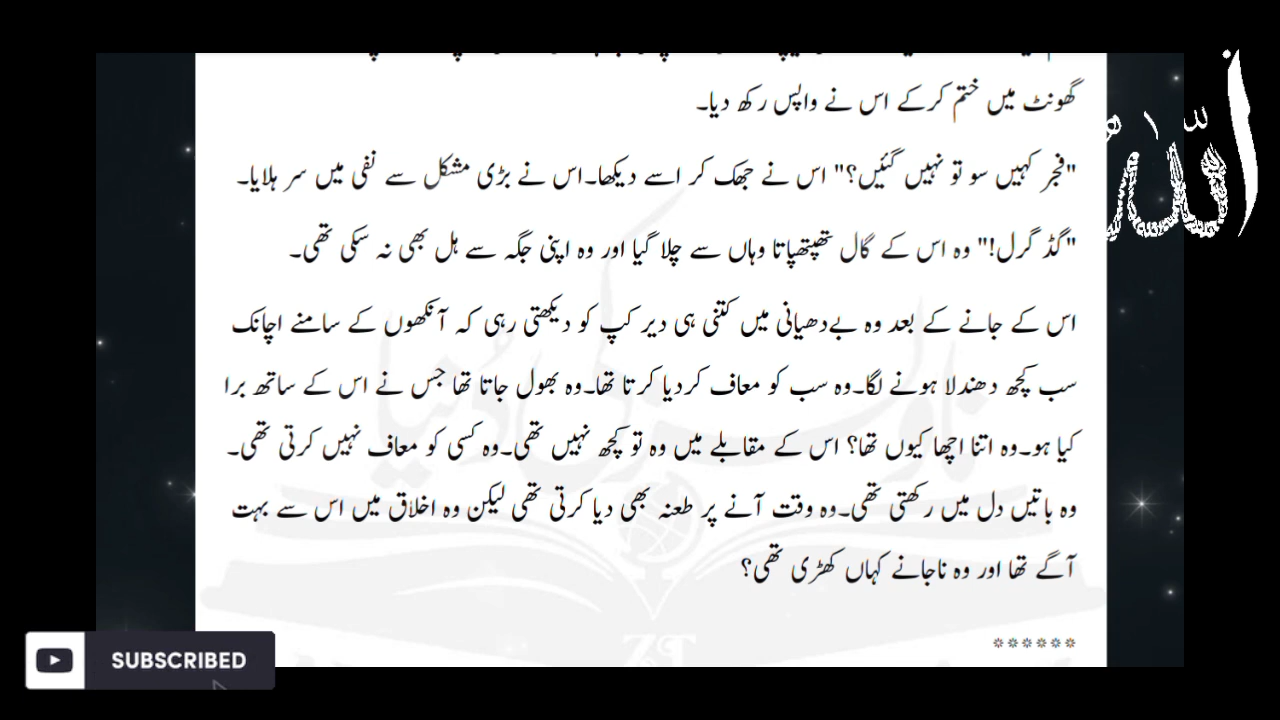 گھونٹ میں ختم کرکے اس نے واپس رکھ دیا۔
"فجر کہیں سو تو نہیں گئیں؟" اس نے جھک کر اسے دیکھا۔اس نے بڑی مشکل سے نفی میں سر ہلایا۔
"گڈ گرل!" وہ اس کے گال تھپتھپاتا وہاں سے چلا گیا اور وہ اپنی جگہ سے ہل بھی نہ سکی تھی۔
اس کے جانے کے بعد وہ بےدھیانی میں کتنی ہی دیر کپ کو دیکھتی رہی کہ آنکھوں کے سامنے اچانک
سب کچھ دھندلا ہونے لگا۔وہ سب کو معاف کردیا کرتا تھا۔وہ بھول جاتا تھا جس نے اس کے ساتھ برا
کیا ہو۔وہ اتنا اچھا کیوں تھا؟ اس کے مقابلے میں وہ تو کچھ نہیں تھی۔وہ کسی کو معاف نہیں کرتی تھی۔
وہ باتیں دل میں رکھتی تھی۔وہ وقت آنے پر طعنہ بھی دیا کرتی تھی لیکن وہ اخلاق میں اس سے بہت
آگے تھا اور وہ ناجانے کہاں کھڑی تھی؟
******
اللہ
ناولز کی دُنیا
SUBSCRIBED